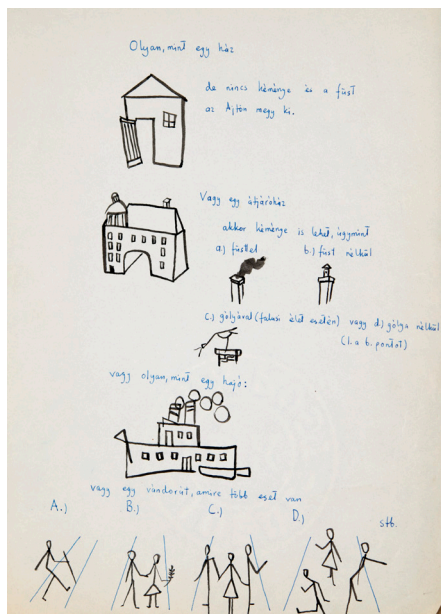 Olyan, mint egy ház
de nincs kéménye és a füst
az Ajtón megy ki.
Vagy egy átjáróház
akkor kéménye is lehet, úgymint
a.) füsttel b.) füst nélkül
c.) gólyával (falusi élet esetén) vagy d.) gólya nélkül
(l. a b. pontot)
vagy olyan, mint egy hajó:
vagy egy vándorút, amire több eset van
A.) B.) C.) D.)
stb.